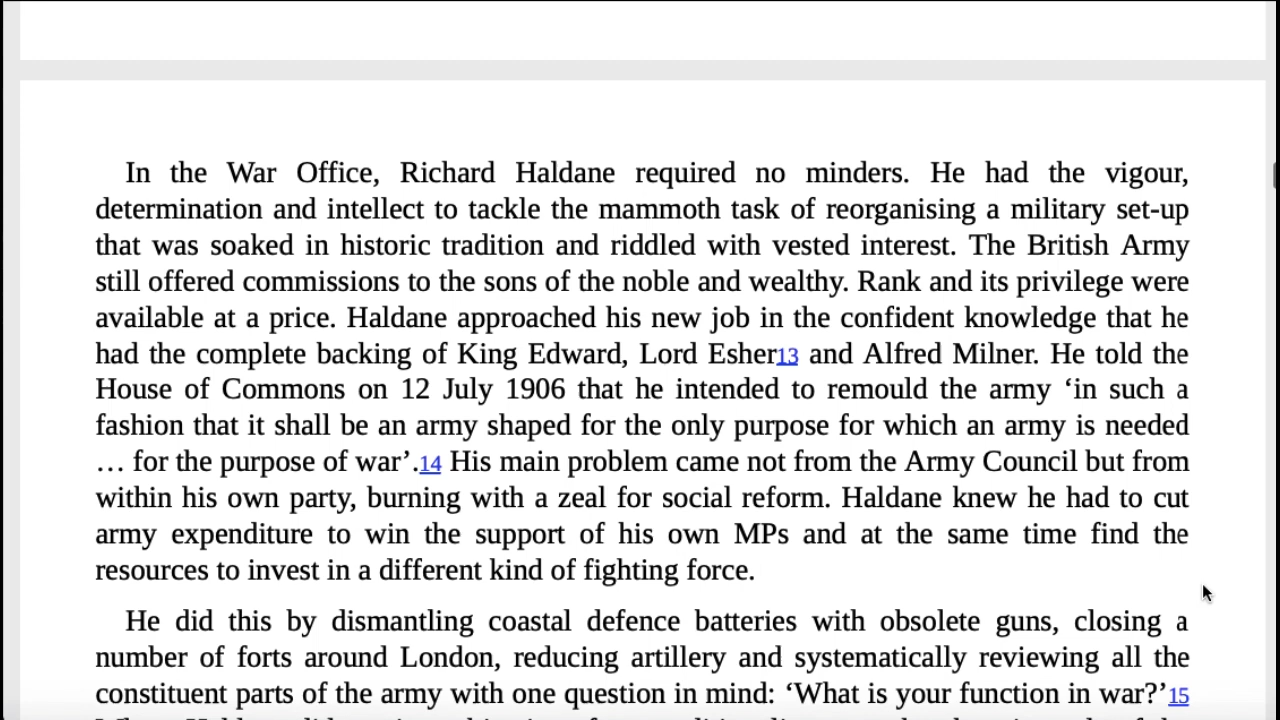 In the War Office, Richard Haldane required no minders. He had the vigour,
determination and intellect to tackle the mammoth task of reorganising a military set-up
that was soaked in historic tradition and riddled with vested interest. The British Army
still offered commissions to the sons of the noble and wealthy. Rank and its privilege were
available at a price. Haldane approached his new job in the confident knowledge that he
had the complete backing of King Edward, Lord Esher13 and Alfred Milner. He told the
House of Commons on 12 July 1906 that he intended to remould the army ‘in such a
fashion that it shall be an army shaped for the only purpose for which an army is needed
… for the purpose of war’.14 His main problem came not from the Army Council but from
within his own party, burning with a zeal for social reform. Haldane knew he had to cut
army expenditure to win the support of his own MPs and at the same time find the
resources to invest in a different kind of fighting force.
He did this by dismantling coastal defence batteries with obsolete guns, closing a
number of forts around London, reducing artillery and systematically reviewing all the
constituent parts of the army with one question in mind: ‘What is your function in war?’15